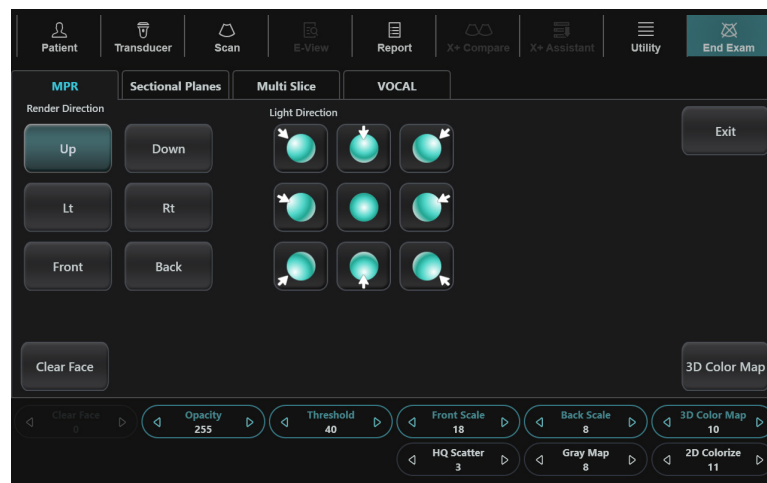 Patient Transducer Scan E-View Report X+ Compare X+ Assistant Utility End Exam
MPR Sectional Planes Multi Slice VOCAL
Render Direction Light Direction
Up Down Exit
Lt Rt
Front Back
Clear Face 3D Color Map
Clear Face Opacity Threshold Front Scale Back Scale 3D Color Map
0 255 40 18 8 10
HQ Scatter Gray Map 2D Colorize
3 8 11